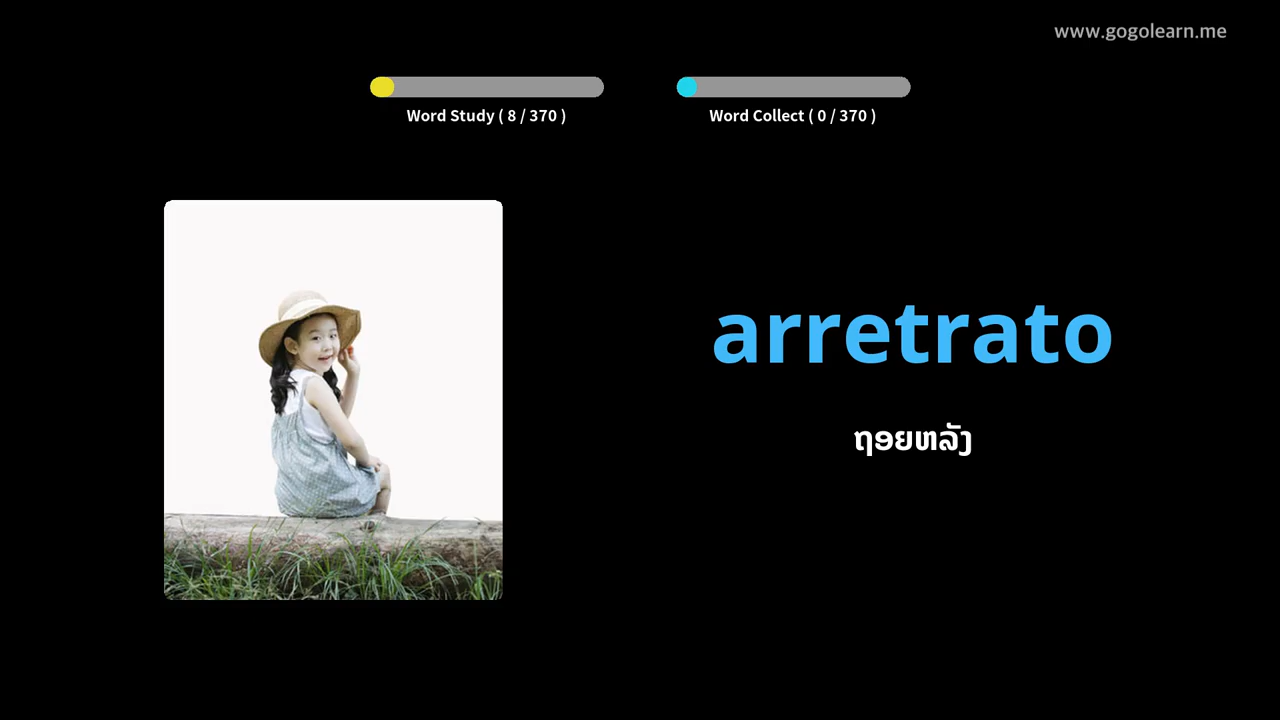 www.gogolearn.me
Word Study ( 8 / 370 )
Word Collect ( 0 / 370 )
arretrato
ຖອຍຫລັງ